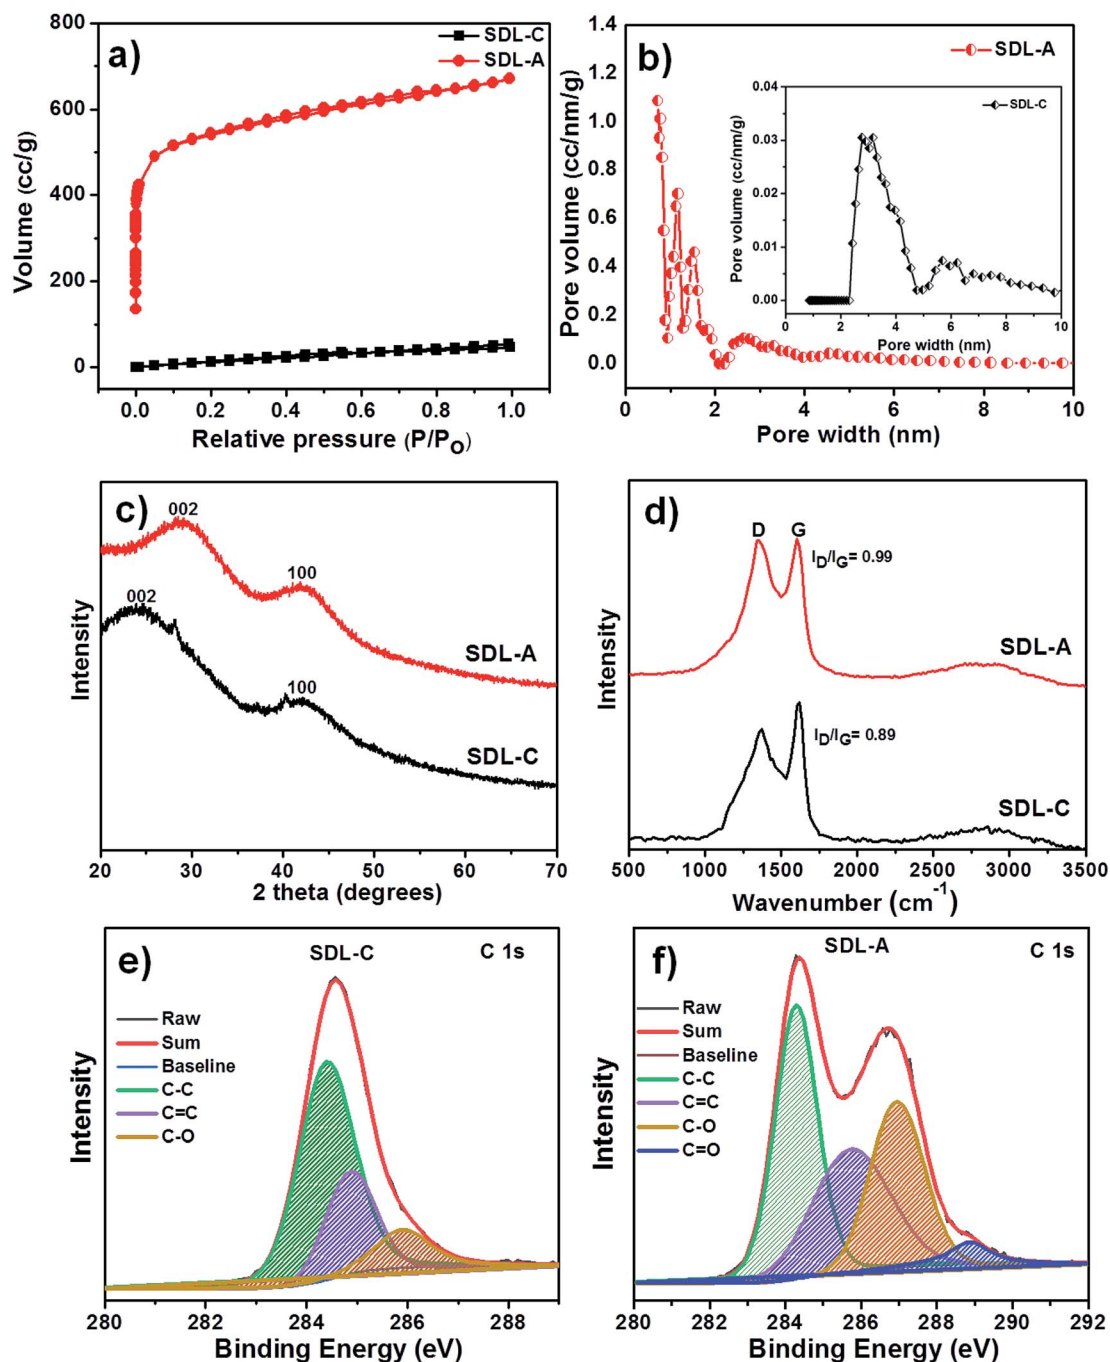 a)
SDL-C
SDL-A
800
600
400
200
0
Volume (cc/g)
0.0 0.2 0.4 0.6 0.8 1.0
Relative pressure (P/PO)
b)
SDL-A
1.4
1.2
1.0
0.8
0.6
0.4
0.2
0.0
Pore volume (cc/nm/g)
0 2 4 6 8 10
Pore width (nm)
SDL-C
0.04
0.03
0.02
0.01
0.00
Pore volume (cc/nm/g)
0 2 4 6 8 10
Pore width (nm)
c)
002
100
SDL-A
002
100
SDL-C
Intensity
20 30 40 50 60 70
2 theta (degrees)
d)
D G
ID/IG= 0.99
SDL-A
ID/IG= 0.89
SDL-C
Intensity
500 1000 1500 2000 2500 3000 3500
Wavenumber (cm-1)
e)
SDL-C
C 1s
Raw
Sum
Baseline
C-C
C=C
C-O
Intensity
280 282 284 286 288
Binding Energy (eV)
f)
SDL-A
C 1s
Raw
Sum
Baseline
C-C
C=C
C-O
C=O
Intensity
280 282 284 286 288 290 292
Binding Energy (eV)